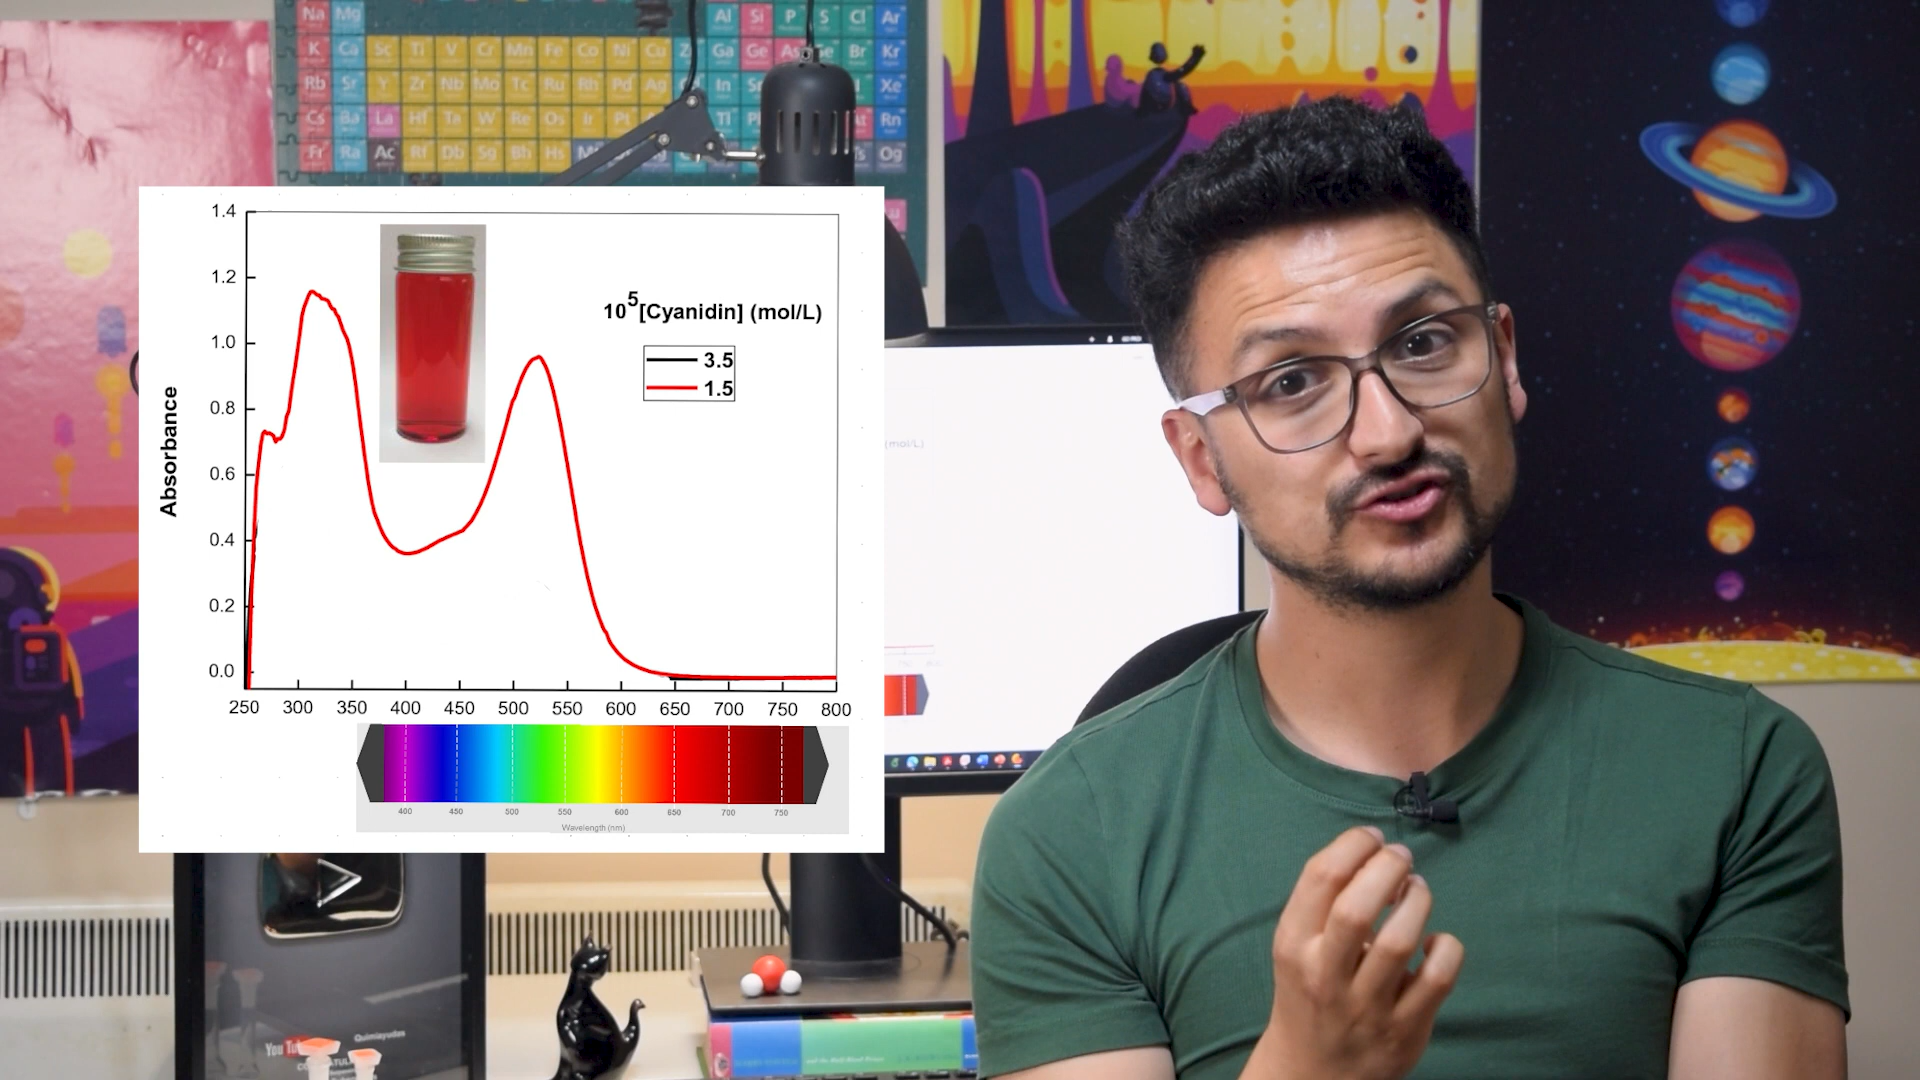 Na Mg Al Si P S Cl Ar
K Ca Sc Ti V Cr Mn Fe Co Ni Cu Ga Ge As Se Br Kr
Rb Sr Y Zr Nb Mo Tc Ru Rh Pd Ag In Xe
Cs Ba La Hf Ta W Re Os Ir Pt Tl Rn
Fr Ra Ac Rf Db Sg Bh Hs Og
1.4
1.2
1.0
0.8
0.6
0.4
0.2
0.0
Absorbance
10⁵[Cyanidin] (mol/L)
3.5
1.5
250 300 350 400 450 500 550 600 650 700 750 800
400 450 500 550 600 650 700 750
Wavelength (nm)
(mol/L)
Quimiayudas